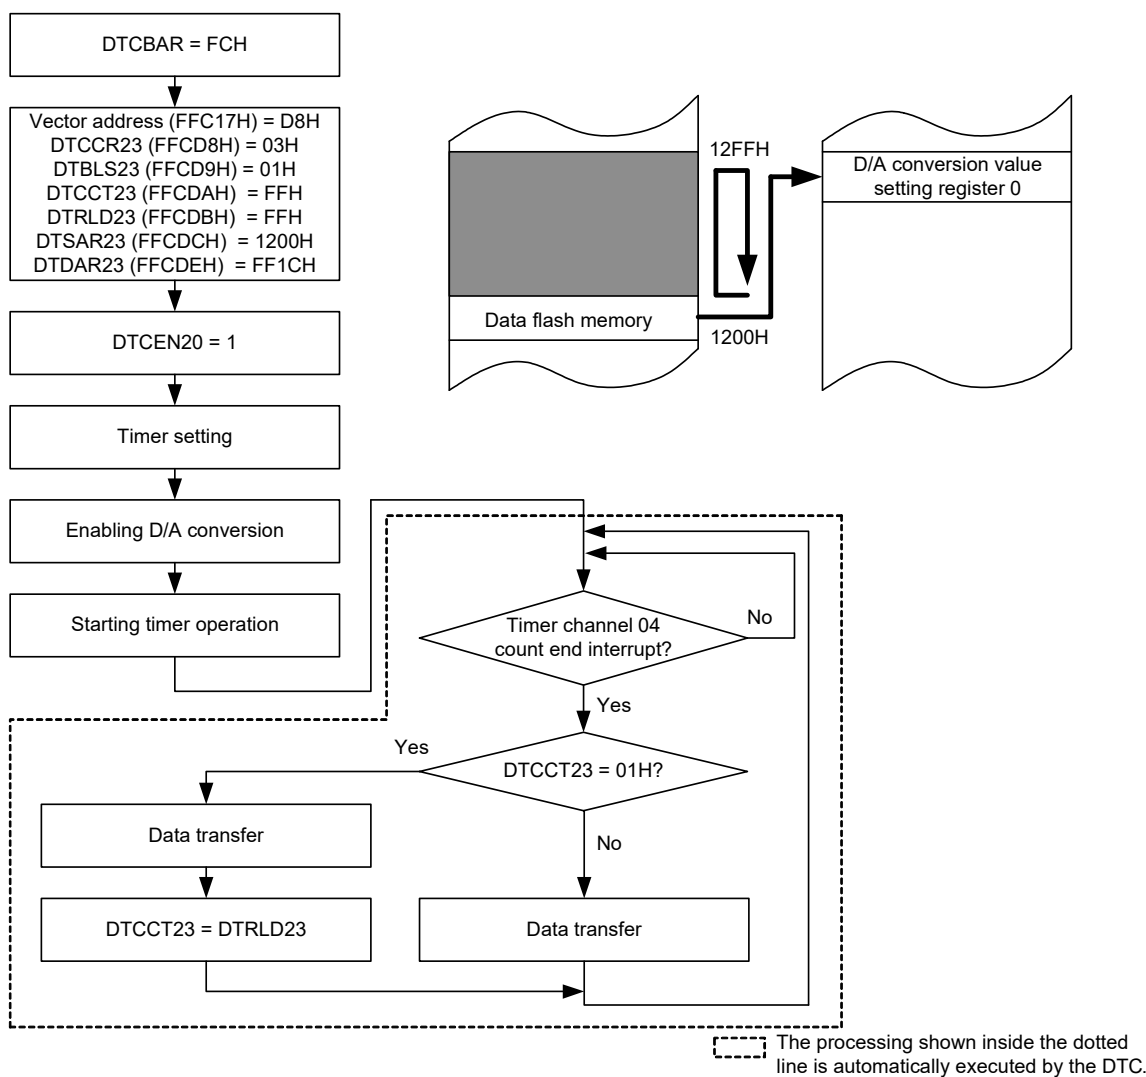 DTCBAR = FCH
Vector address (FFC17H) = D8H
DTCCR23 (FFCD8H) = 03H
DTBLS23 (FFCD9H) = 01H
DTCCT23 (FFCDAH) = FFH
DTRLD23 (FFCDBH) = FFH
DTSAR23 (FFCDCH) = 1200H
DTDAR23 (FFCDEH) = FF1CH
DTCEN20 = 1
Timer setting
Enabling D/A conversion
Starting timer operation
12FFH
D/A conversion value
setting register 0
Data flash memory
1200H
Timer channel 04
count end interrupt?
No
Yes
DTCCT23 = 01H?
Yes
No
Data transfer
DTCCT23 = DTRLD23
Data transfer
The processing shown inside the dotted
line is automatically executed by the DTC.